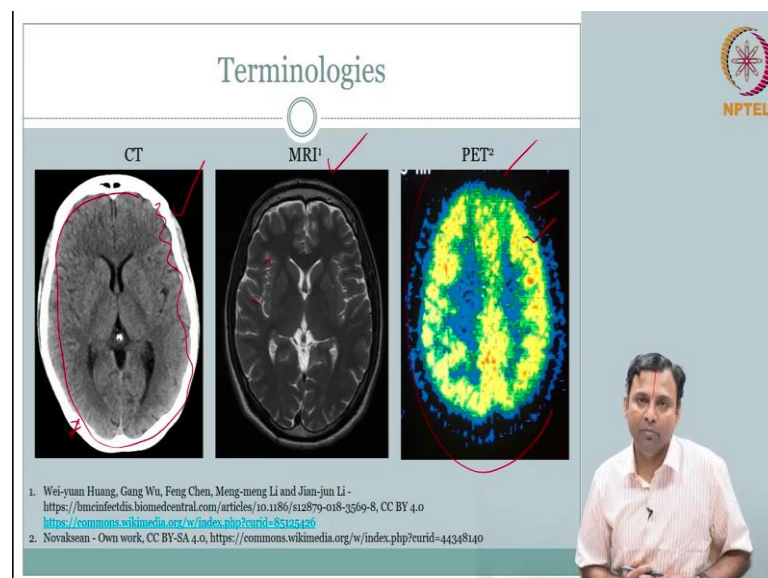 Terminologies
NPTEL
CT
MRI¹
PET²
1. Wei-yuan Huang, Gang Wu, Feng Chen, Meng-meng Li and Jian-jun Li -
https://bmcinfectdis.biomedcentral.com/articles/10.1186/s12879-018-3569-8, CC BY 4.0
https://commons.wikimedia.org/w/index.php?curid=85125426
2. Novaksean - Own work, CC BY-SA 4.0, https://commons.wikimedia.org/w/index.php?curid=44348140